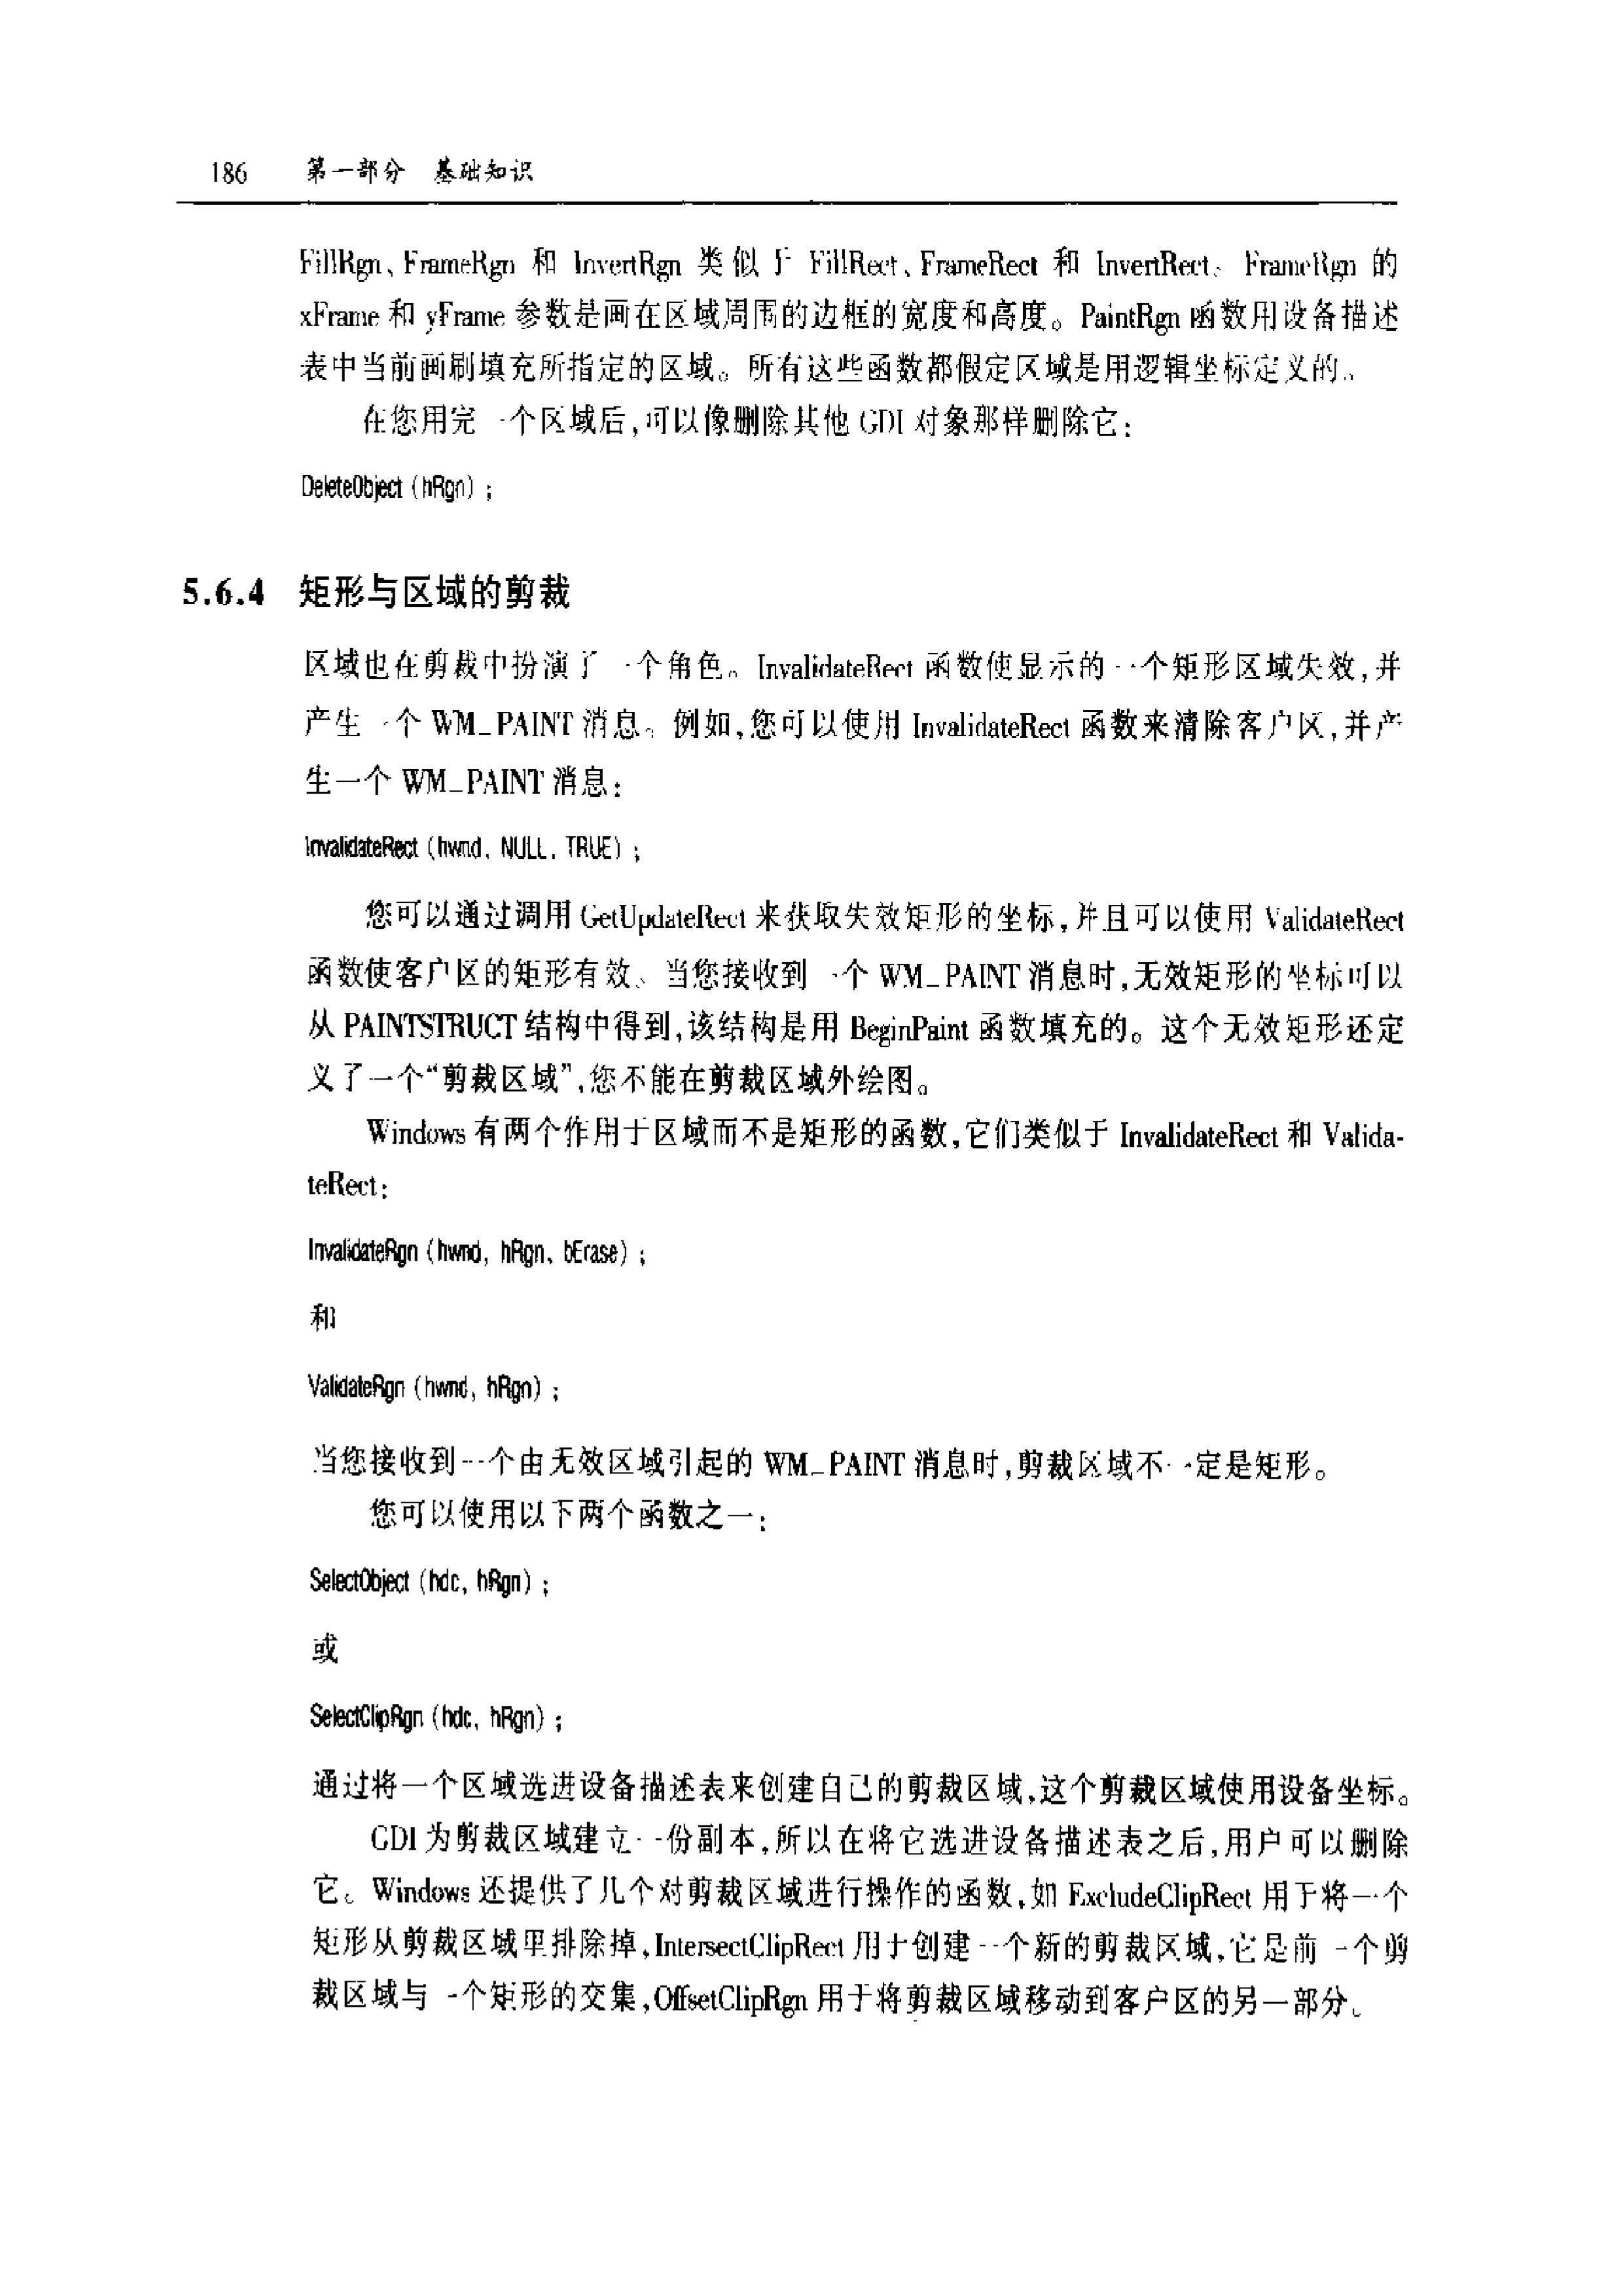 186 第一部分 基础知识
FillRgn、FrameRgn 和 InvertRgn 类似于 FillRect、FrameRect 和 InvertRect。FrameRgn 的
xFrame 和 yFrame 参数是画在区域周围的边框的宽度和高度。PaintRgn 函数用设备描述
表中当前画刷填充所指定的区域。所有这些函数都假定区域是用逻辑坐标定义的。
在您用完一个区域后,可以像删除其他 GDI 对象那样删除它:
DeleteObject (hRgn) ;
5.6.4 矩形与区域的剪裁
区域也在剪裁中扮演了一个角色。InvalidateRect 函数使显示的一个矩形区域失效,并
产生一个 WM_PAINT 消息。例如,您可以使用 InvalidateRect 函数来清除客户区,并产
生一个 WM_PAINT 消息:
InvalidateRect (hwnd, NULL, TRUE) ;
您可以通过调用 GetUpdateRect 来获取失效矩形的坐标,并且可以使用 ValidateRect
函数使客户区的矩形有效。当您接收到一个 WM_PAINT 消息时,无效矩形的坐标可以
从 PAINTSTRUCT 结构中得到,该结构是用 BeginPaint 函数填充的。这个无效矩形还定
义了一个“剪裁区域”,您不能在剪裁区域外绘图。
Windows 有两个作用于区域而不是矩形的函数,它们类似于 InvalidateRect 和 Valida-
teRect:
InvalidateRgn (hwnd, hRgn, bErase) ;
和
ValidateRgn (hwnd, hRgn) ;
当您接收到一个由无效区域引起的 WM_PAINT 消息时,剪裁区域不一定是矩形。
您可以使用以下两个函数之一:
SelectObject (hdc, hRgn) ;
或
SelectClipRgn (hdc, hRgn) ;
通过将一个区域选进设备描述表来创建自己的剪裁区域,这个剪裁区域使用设备坐标。
GDI 为剪裁区域建立一份副本,所以在将它选进设备描述表之后,用户可以删除
它。Windows 还提供了几个对剪裁区域进行操作的函数,如 ExcludeClipRect 用于将一个
矩形从剪裁区域里排除掉,IntersectClipRect 用于创建一个新的剪裁区域,它是前一个剪
裁区域与一个矩形的交集,OffsetClipRgn 用于将剪裁区域移动到客户区的另一部分。